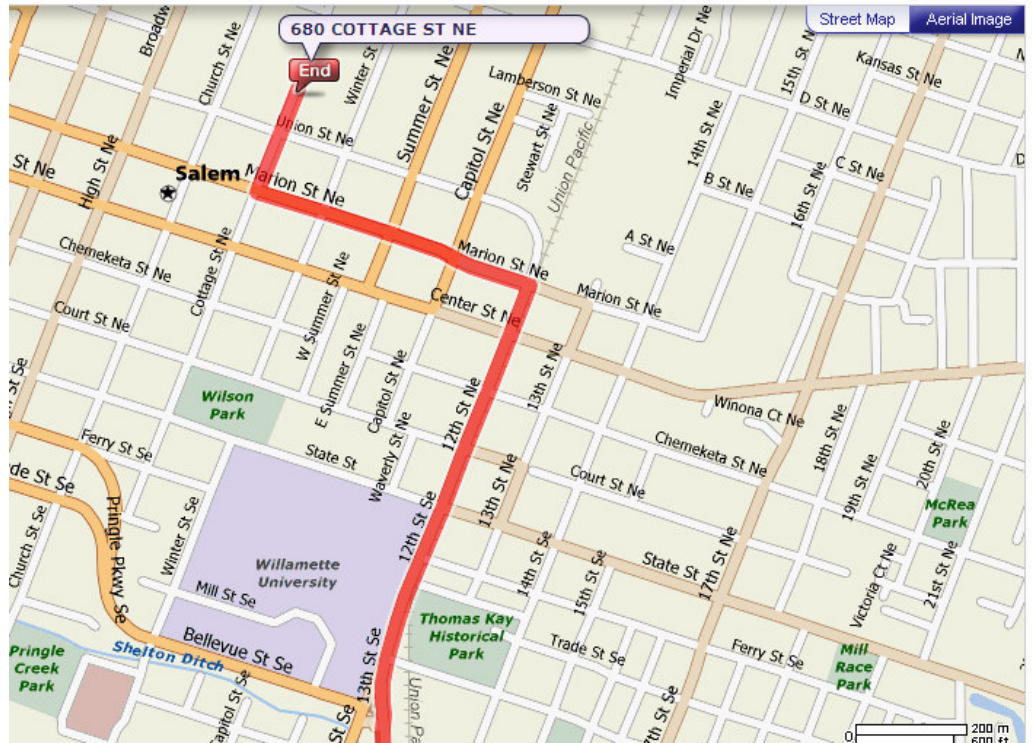 680 COTTAGE ST NE
End
Street Map
Aerial Image
Church St Ne
Winter St
Summer St Ne
Capitol St Ne
Lamberson St Ne
Stewart St Ne
Union Pacific
Imperial Dr Ne
15th St Ne
Kansas St Ne
D St Ne
14th St Ne
C St Ne
B St Ne
16th St Ne
A St Ne
Union St Ne
St Ne
High St Ne
Salem
Marion St Ne
Marion St Ne
Marion St Ne
Chemeketa St Ne
Cottage St Ne
Court St Ne
W Summer St Ne
E Summer St Ne
Center St Ne
Capitol St Ne
12th St Ne
13th St Ne
Winona Ct Ne
Wilson
Park
Chemeketa St Ne
18th St Ne
20th St Ne
19th St Ne
Ferry St Se
State St
Waverly St Ne
13th St Ne
Court St Ne
McRea
Park
Pringle Pkwy Se
Church St Se
Winter St Se
12th St Se
14th St Se
15th St Se
State St
17th St Ne
Victoria Ct Ne
21st St Ne
Willamette
University
Mill St Se
Thomas Kay
Historical
Park
Trade St Se
Ferry St Se
Mill
Race
Park
Pringle
Creek
Park
Shelton Ditch
Bellevue St Se
13th St Se
200 m
0
600 ft